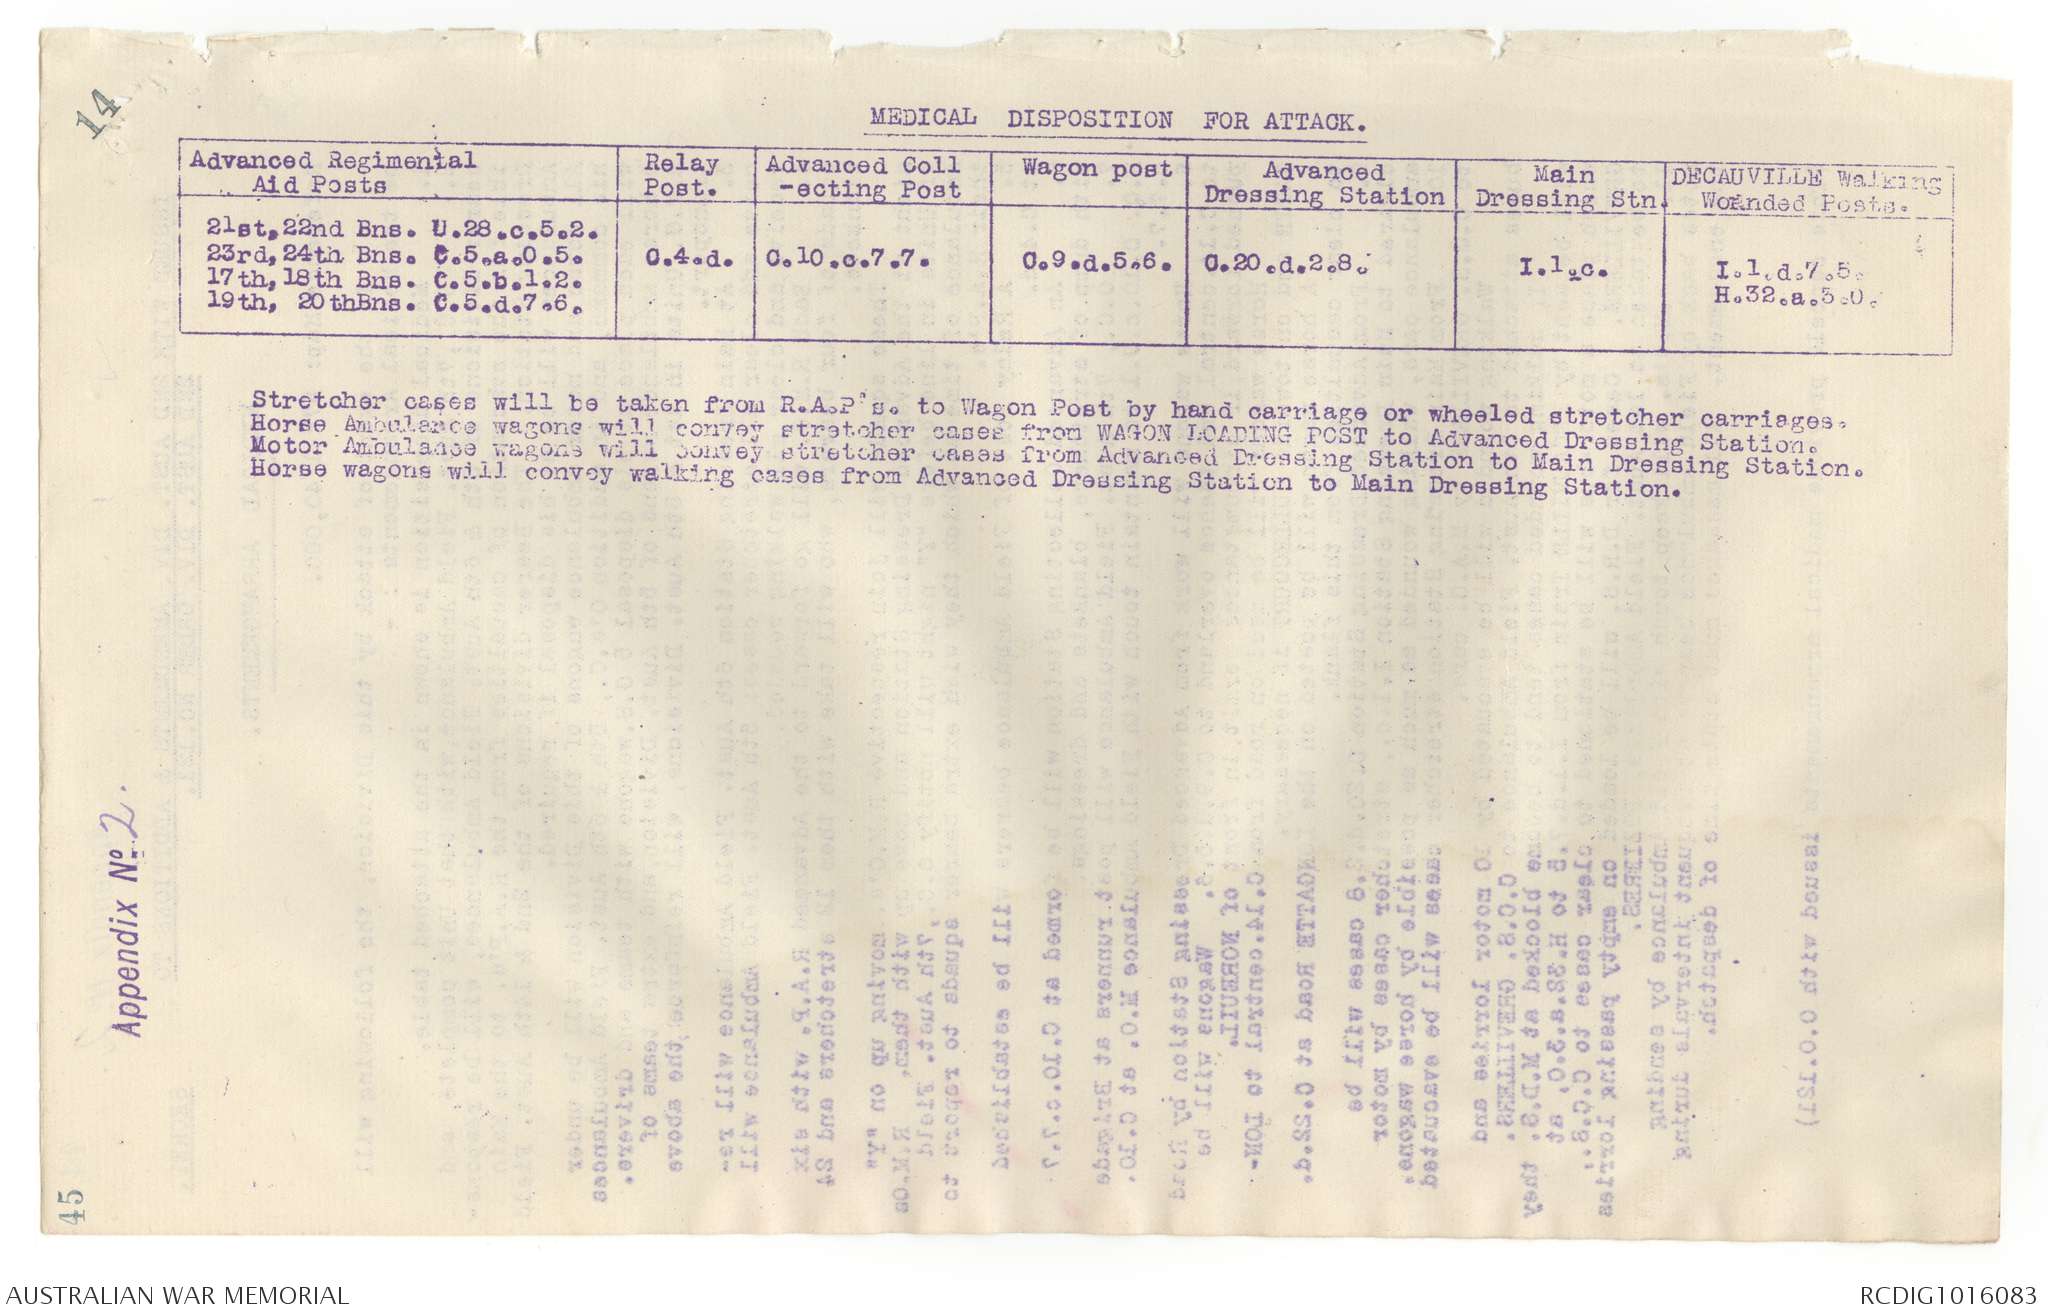 14
MEDICAL DISPOSITION FOR ATTACK.
Advanced Regimental Aid Posts | Relay Post. | Advanced Coll -ecting Post | Wagon post | Advanced Dressing Station | Main Dressing Stn. | DECAUVILLE Walking Wounded Posts.
21st,22nd Bns. U.28.c.5.2.
23rd,24th Bns. C.5.a.0.5. | C.4.d. | C.10.c.7.7. | C.9.d.5.6. | C.20.d.2.8. | I.1.c. | I.1.d.7.5.
17th,18th Bns. C.5.b.1.2. | H.32.a.3.0.
19th, 20thBns. C.5.d.7.6.
Stretcher cases will be taken from R.A.P's. to Wagon Post by hand carriage or wheeled stretcher carriages.
Horse Ambulance wagons will convey stretcher cases from WAGON LOADING POST to Advanced Dressing Station.
Motor Ambulance wagons will convey stretcher cases from Advanced Dressing Station to Main Dressing Station.
Horse wagons will convey walking cases from Advanced Dressing Station to Main Dressing Station.
Appendix No. 2.
45
AUSTRALIAN WAR MEMORIAL
RCDIG1016083